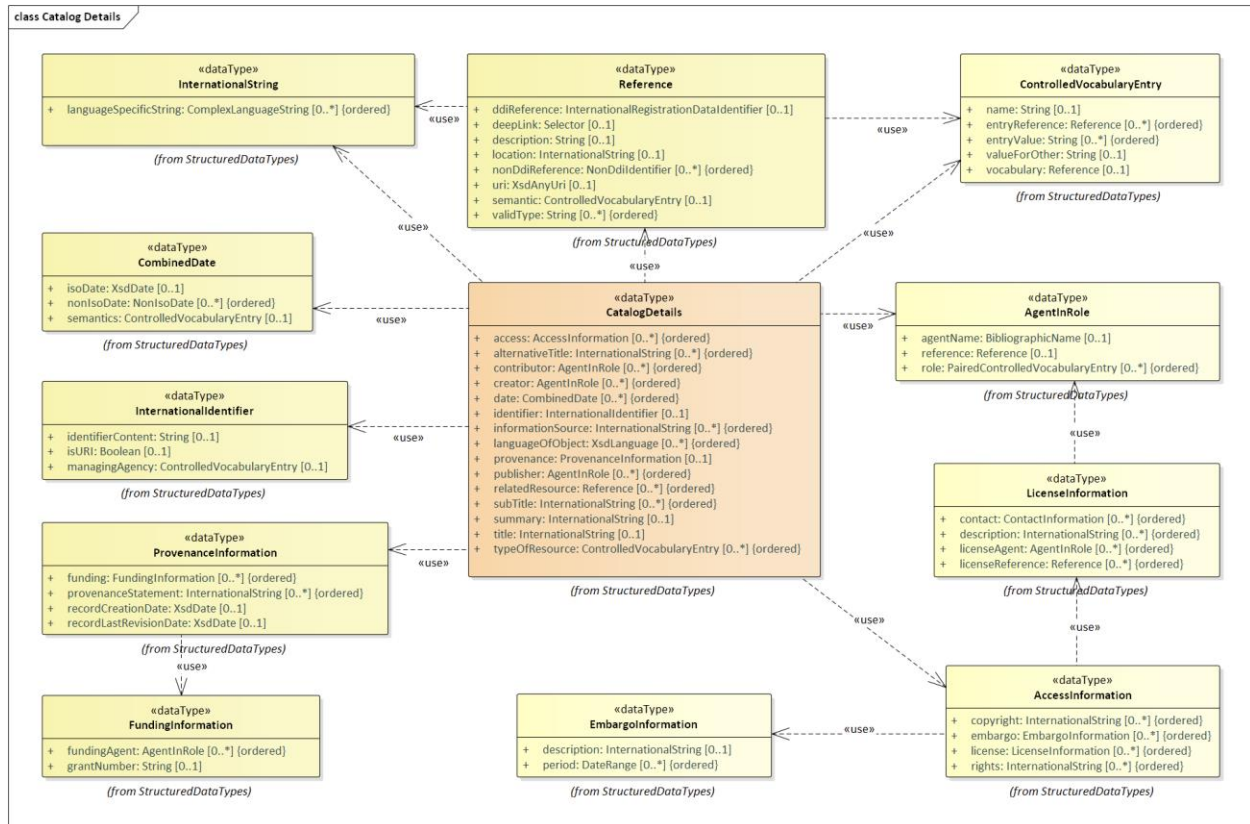 class Catalog Details
«dataType»
InternationalString
+ languageSpecificString: ComplexLanguageString [0..*] {ordered}
(from StructuredDataTypes)
«use»
«dataType»
Reference
+ ddiReference: InternationalRegistrationDataIdentifier [0..1]
+ deepLink: Selector [0..1]
+ description: String [0..1]
+ location: InternationalString [0..1]
+ nonDdiReference: NonDdiIdentifier [0..*] {ordered}
+ uri: XsdAnyUri [0..1]
+ semantic: ControlledVocabularyEntry [0..1]
+ validType: String [0..*] {ordered}
(from StructuredDataTypes)
«use»
«dataType»
ControlledVocabularyEntry
+ name: String [0..1]
+ entryReference: Reference [0..*] {ordered}
+ entryValue: String [0..*] {ordered}
+ valueForOther: String [0..1]
+ vocabulary: Reference [0..1]
(from StructuredDataTypes)
«use»
«use»
«use»
«dataType»
CombinedDate
+ isoDate: XsdDate [0..1]
+ nonIsoDate: NonIsoDate [0..*] {ordered}
+ semantics: ControlledVocabularyEntry [0..1]
(from StructuredDataTypes)
«use»
«dataType»
CatalogDetails
+ access: AccessInformation [0..*] {ordered}
+ alternativeTitle: InternationalString [0..*] {ordered}
+ contributor: AgentInRole [0..*] {ordered}
+ creator: AgentInRole [0..*] {ordered}
+ date: CombinedDate [0..*] {ordered}
+ identifier: InternationalIdentifier [0..1]
+ informationSource: InternationalString [0..*] {ordered}
+ languageOfObject: XsdLanguage [0..*] {ordered}
+ provenance: ProvenanceInformation [0..1]
+ publisher: AgentInRole [0..*] {ordered}
+ relatedResource: Reference [0..*] {ordered}
+ subTitle: InternationalString [0..*] {ordered}
+ summary: InternationalString [0..1]
+ title: InternationalString [0..1]
+ typeOfResource: ControlledVocabularyEntry [0..*] {ordered}
(from StructuredDataTypes)
«use»
«dataType»
AgentInRole
+ agentName: BibliographicName [0..1]
+ reference: Reference [0..1]
+ role: PairedControlledVocabularyEntry [0..*] {ordered}
(from StructuredDataTypes)
«use»
«dataType»
InternationalIdentifier
+ identifierContent: String [0..1]
+ isURI: Boolean [0..1]
+ managingAgency: ControlledVocabularyEntry [0..1]
(from StructuredDataTypes)
«use»
«dataType»
LicenseInformation
+ contact: ContactInformation [0..*] {ordered}
+ description: InternationalString [0..*] {ordered}
+ licenseAgent: AgentInRole [0..*] {ordered}
+ licenseReference: Reference [0..*] {ordered}
(from StructuredDataTypes)
«use»
«dataType»
ProvenanceInformation
+ funding: FundingInformation [0..*] {ordered}
+ provenanceStatement: InternationalString [0..*] {ordered}
+ recordCreationDate: XsdDate [0..1]
+ recordLastRevisionDate: XsdDate [0..1]
(from StructuredDataTypes)
«use»
«use»
«use»
«dataType»
FundingInformation
+ fundingAgent: AgentInRole [0..*] {ordered}
+ grantNumber: String [0..1]
(from StructuredDataTypes)
«dataType»
EmbargoInformation
+ description: InternationalString [0..1]
+ period: DateRange [0..*] {ordered}
(from StructuredDataTypes)
«use»
«dataType»
AccessInformation
+ copyright: InternationalString [0..*] {ordered}
+ embargo: EmbargoInformation [0..*] {ordered}
+ license: LicenseInformation [0..*] {ordered}
+ rights: InternationalString [0..*] {ordered}
(from StructuredDataTypes)